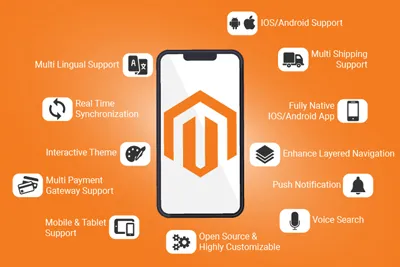 IOS/Android Support
Multi Lingual Support
Multi Shipping
Support
Real Time
Synchronization
Fully Native
IOS/Android App
Interactive Theme
Enhance Layered Navigation
Multi Payment
Gateway Support
Push Notification
Mobile & Tablet
Support
Voice Search
Open Source &
Highly Customizable